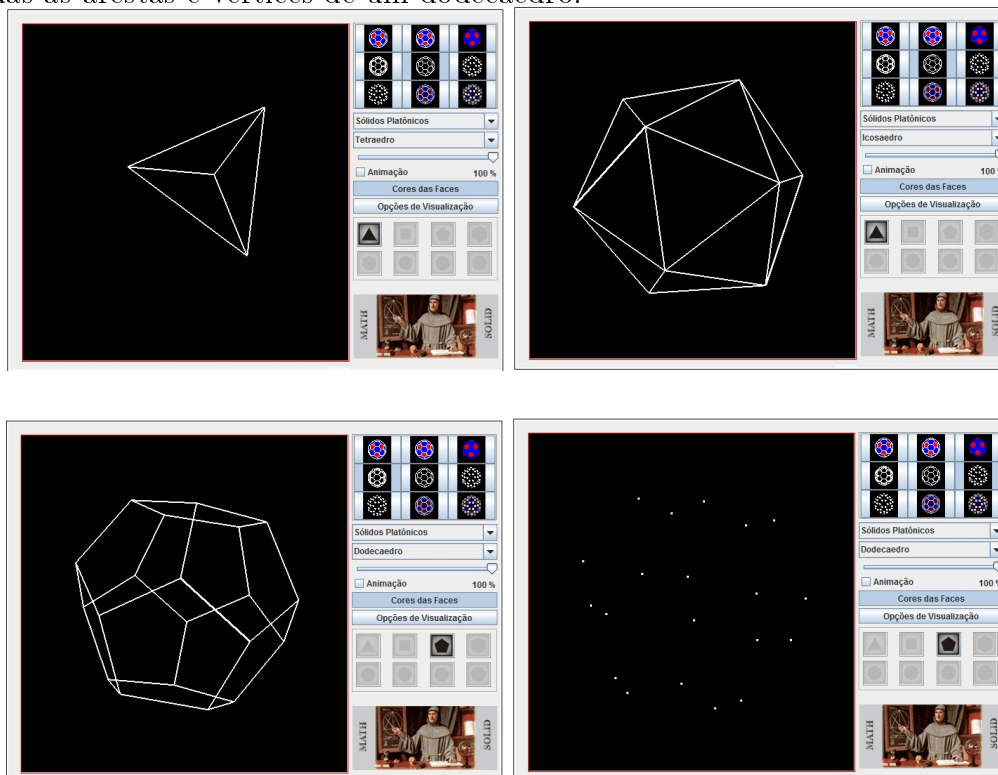 as arestas e vértices de um dodecaedro.
Sólidos Platônicos
Tetraedro
Animação
100 %
Cores das Faces
Opções de Visualização
MATH
SOLID
Sólidos Platônicos
Icosaedro
Animação
100
Cores das Faces
Opções de Visualização
MATH
SOLID
Sólidos Platônicos
Dodecaedro
Animação
100 %
Cores das Faces
Opções de Visualização
MATH
SOLID
Sólidos Platônicos
Dodecaedro
Animação
100
Cores das Faces
Opções de Visualização
MATH
SOLID